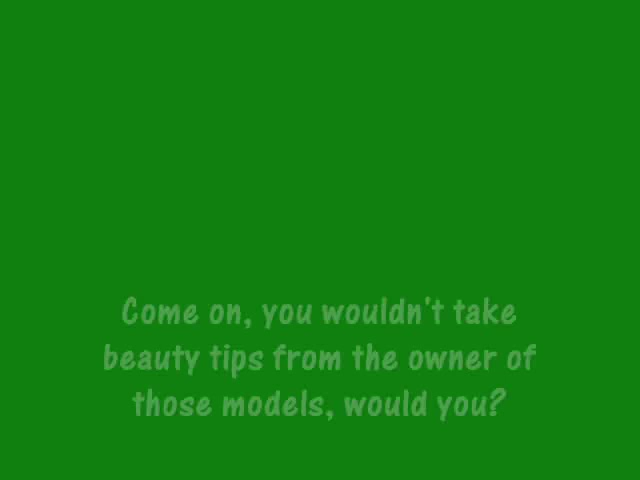 Come on, you wouldn't take
beauty tips from the owner of
those models, would you?